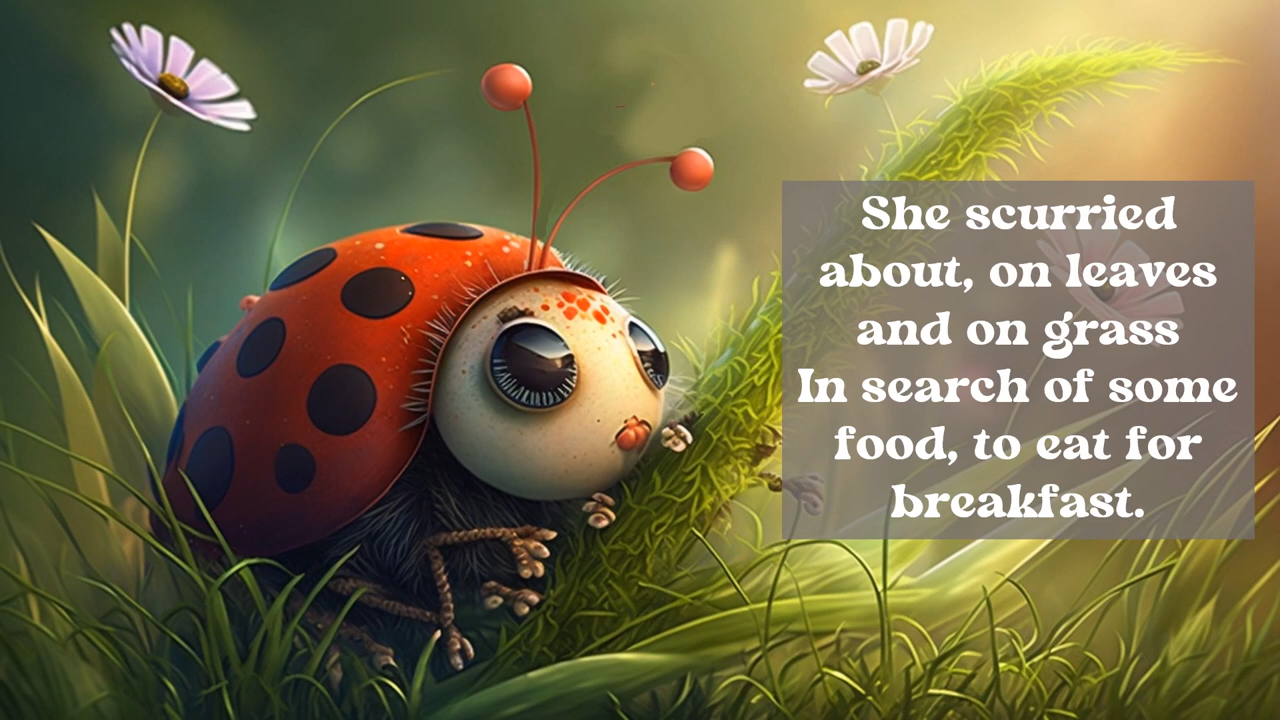 She scurried
about, on leaves
and on grass
In search of some
food, to eat for
breakfast.